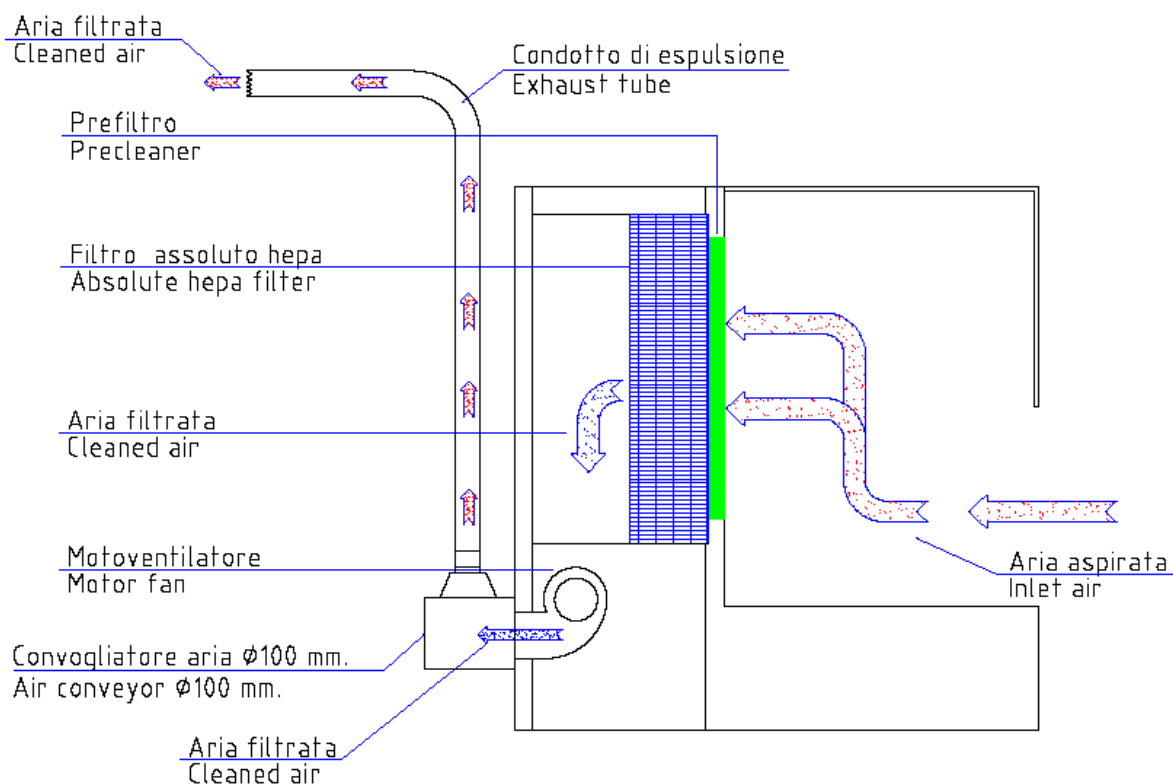 Aria filtrata
Cleaned air
Condotto di espulsione
Exhaust tube
Prefiltro
Precleaner
Filtro assoluto hepa
Absolute hepa filter
Aria filtrata
Cleaned air
Motoventilatore
Motor fan
Aria aspirata
Inlet air
Convogliatore aria φ100 mm.
Air conveyor φ100 mm.
Aria filtrata
Cleaned air